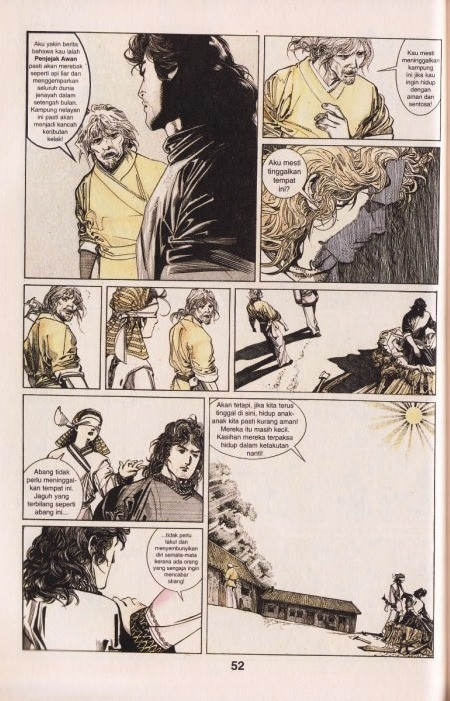 Aku yakin berita
bahawa kau ialah
Penjejak Awan
pasti akan merebak
seperti api liar dan
menggemparkan
seluruh dunia
jenayah dalam
setengah bulan.
Kampung nelayan
ini pasti akan
menjadi kancah
keributan
kelak!
Kau mesti
meninggalkan
kampung
ini jika kau
ingin hidup
dengan
aman dan
sentosa!
Aku mesti
tinggalkan
tempat
ini?
Abang tidak
perlu meninggal-
kan tempat ini.
Jaguh yang
terbilang seperti
abang ini...
Akan tetapi, jika kita terus
tinggal di sini, hidup anak-
anak kita pasti kurang aman!
Mereka itu masih kecil.
Kasihan mereka terpaksa
hidup dalam ketakutan
nanti!
...tidak perlu
takut dan
menyembunyikan
diri semata-mata
kerana ada orang
yang sengaja ingin
mencabar
abang!
52